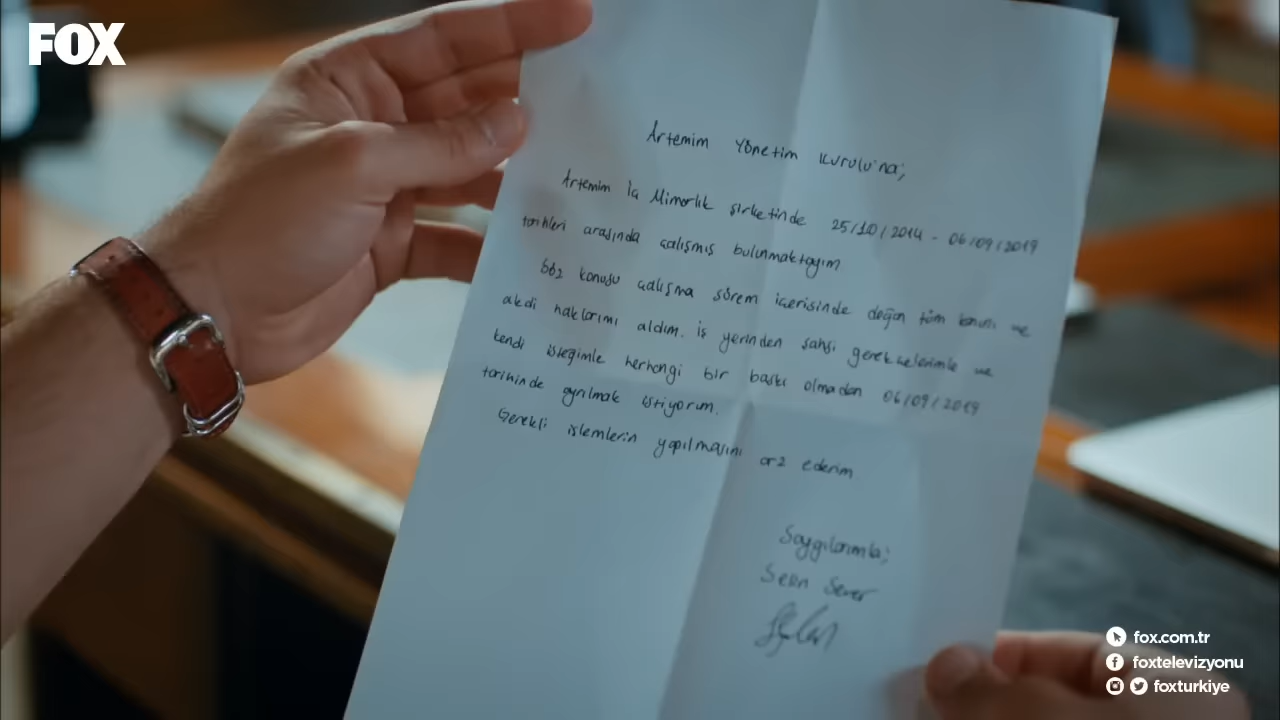 FOX
Artemim Yönetim Kurulu'na;
Artemim İç Mimarlık şirketinde 25/10/2014 - 06/09/2019
tarihleri arasında çalışmış bulunmaktayım
Söz konusu çalışma sürem içerisinde doğan tüm kanuni ve
akdi haklarımı aldım. iş yerinden şahsi gerekçelerimle ve
kendi isteğimle herhangi bir baskı olmadan 06/09/2019
tarihinde ayrılmak istiyorum.
Gerekli işlemlerin yapılmasını arz ederim
Saygılarımla;
Selin Sever
fox.com.tr
foxtelevizyonu
foxturkiye